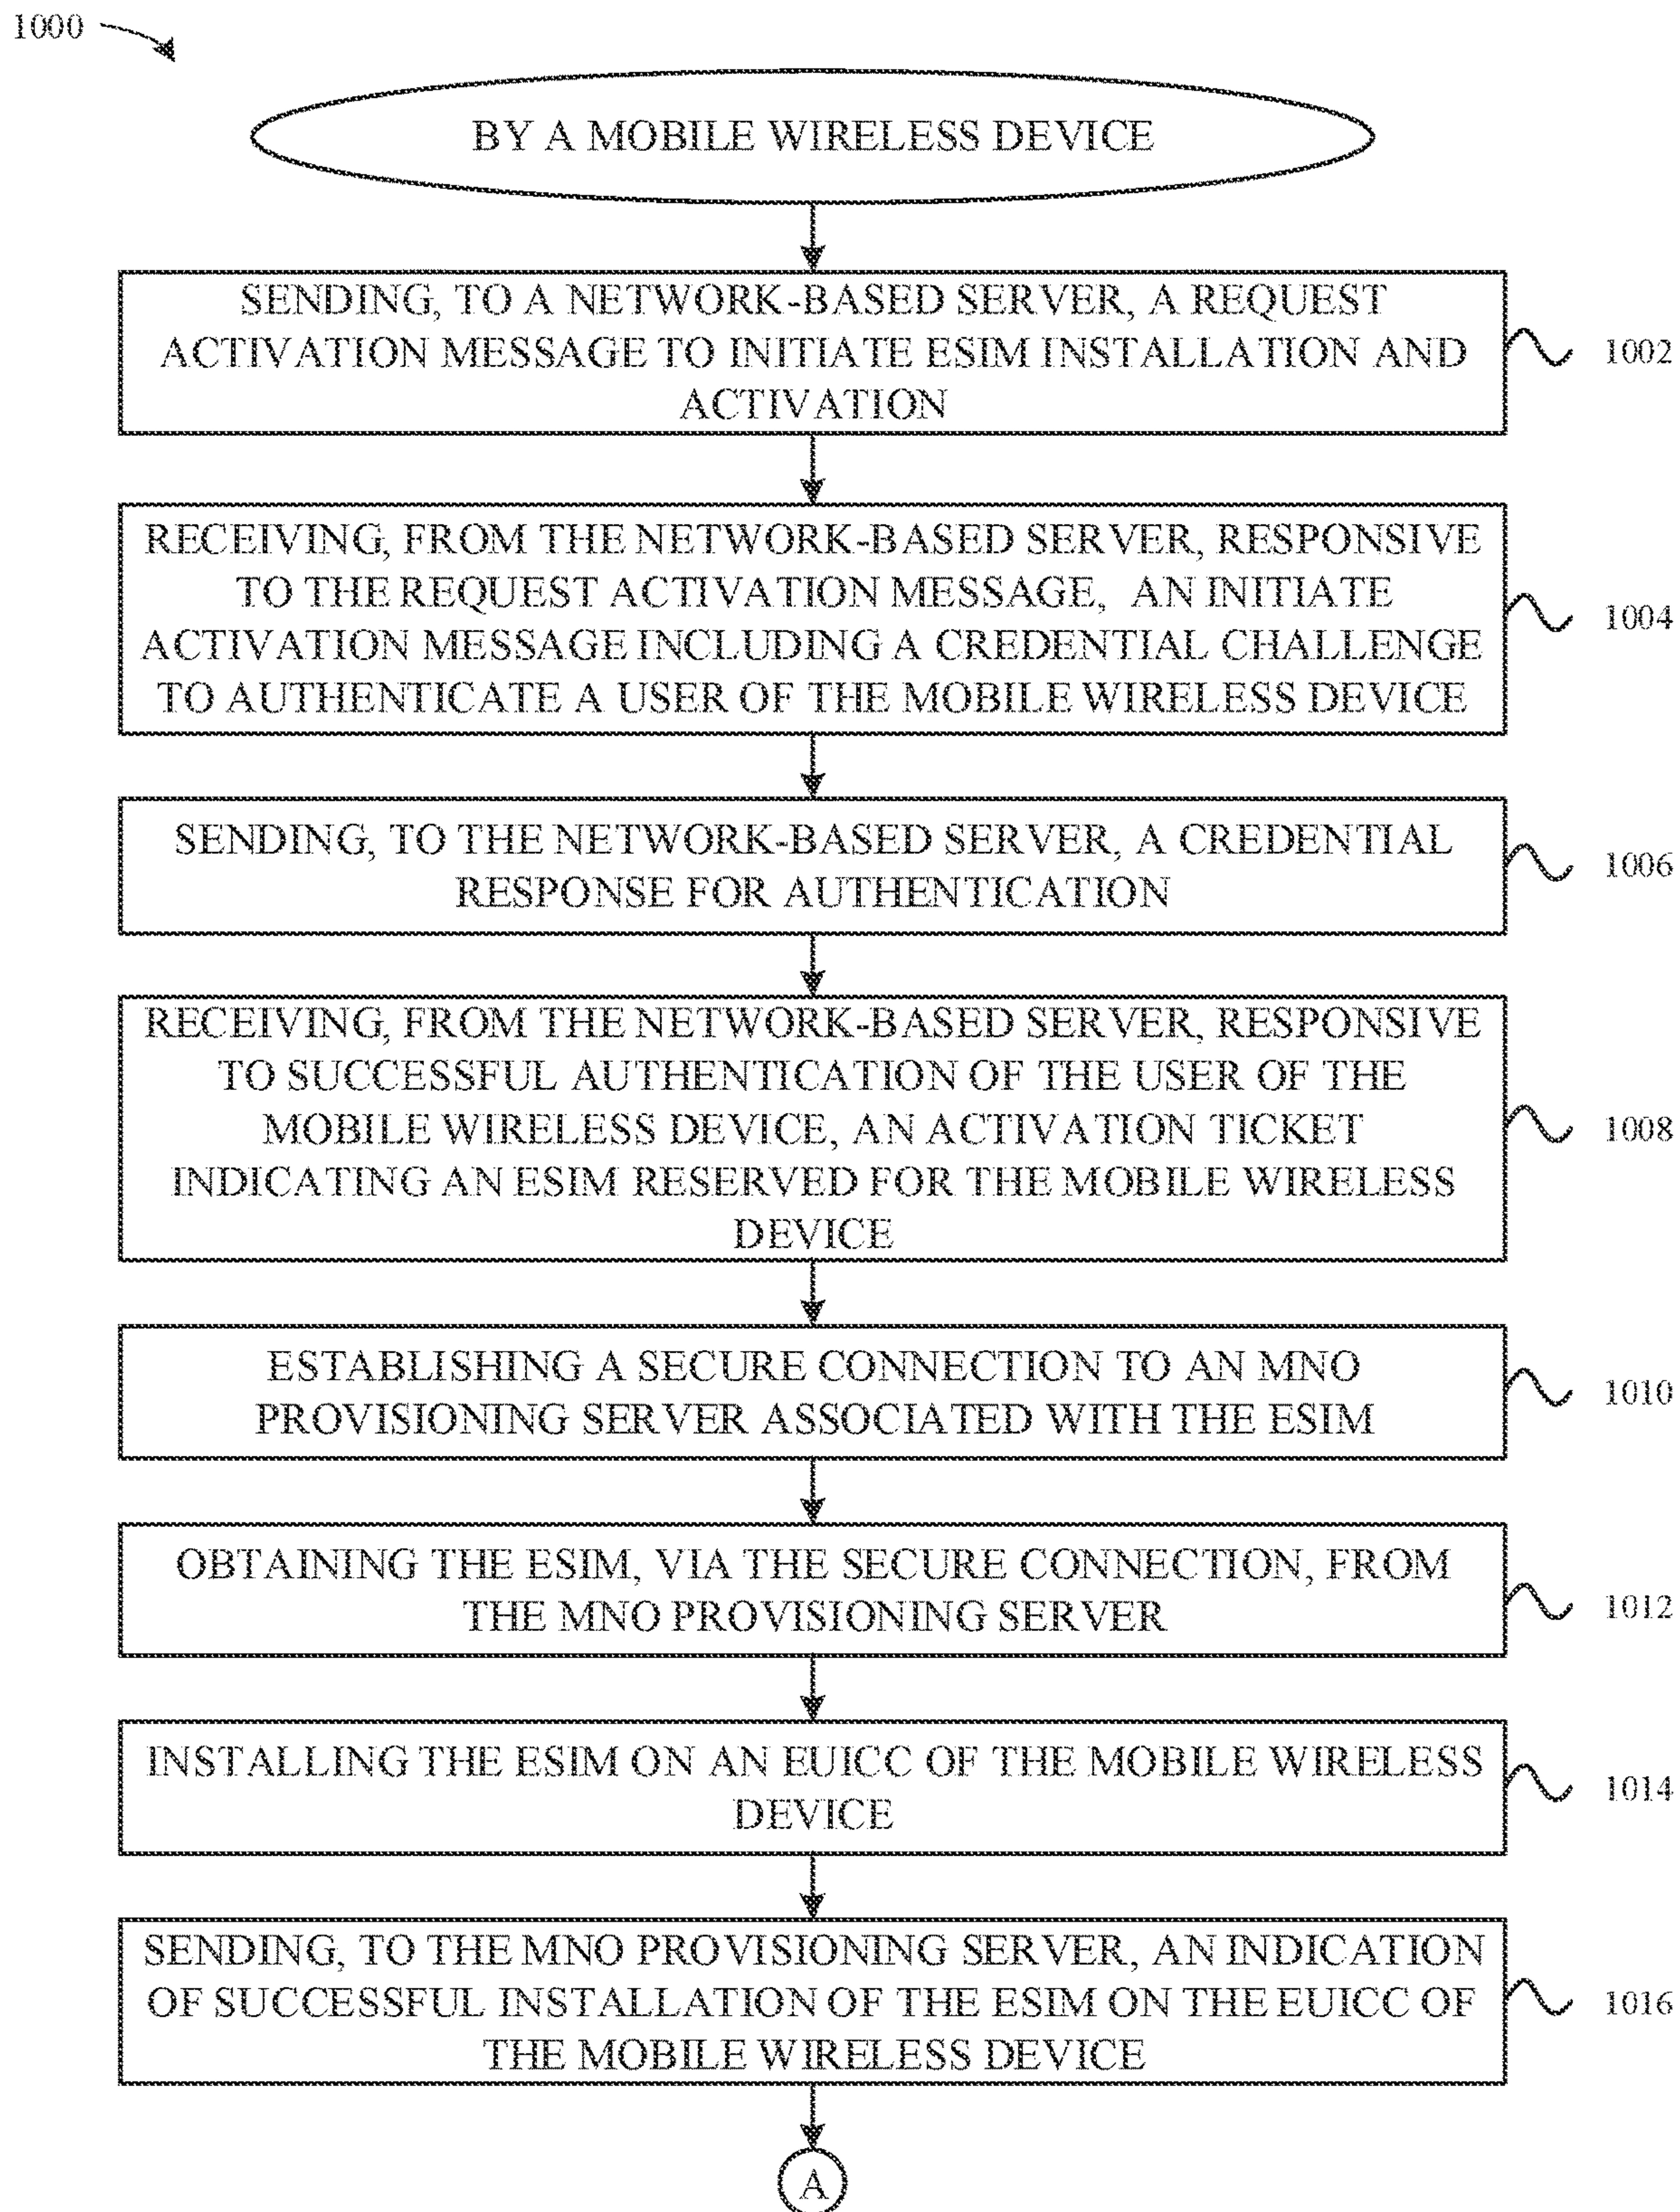 1000
BY A MOBILE WIRELESS DEVICE
SENDING, TO A NETWORK-BASED SERVER, A REQUEST
ACTIVATION MESSAGE TO INITIATE ESIM INSTALLATION AND
ACTIVATION
1002
RECEIVING, FROM THE NETWORK-BASED SERVER, RESPONSIVE
TO THE REQUEST ACTIVATION MESSAGE, AN INITIATE
ACTIVATION MESSAGE INCLUDING A CREDENTIAL CHALLENGE
TO AUTHENTICATE A USER OF THE MOBILE WIRELESS DEVICE
1004
SENDING, TO THE NETWORK-BASED SERVER, A CREDENTIAL
RESPONSE FOR AUTHENTICATION
1006
RECEIVING, FROM THE NETWORK-BASED SERVER, RESPONSIVE
TO SUCCESSFUL AUTHENTICATION OF THE USER OF THE
MOBILE WIRELESS DEVICE, AN ACTIVATION TICKET
INDICATING AN ESIM RESERVED FOR THE MOBILE WIRELESS
DEVICE
1008
ESTABLISHING A SECURE CONNECTION TO AN MNO
PROVISIONING SERVER ASSOCIATED WITH THE ESIM
1010
OBTAINING THE ESIM, VIA THE SECURE CONNECTION, FROM
THE MNO PROVISIONING SERVER
1012
INSTALLING THE ESIM ON AN EUICC OF THE MOBILE WIRELESS
DEVICE
1014
SENDING, TO THE MNO PROVISIONING SERVER, AN INDICATION
OF SUCCESSFUL INSTALLATION OF THE ESIM ON THE EUICC OF
THE MOBILE WIRELESS DEVICE
1016
A